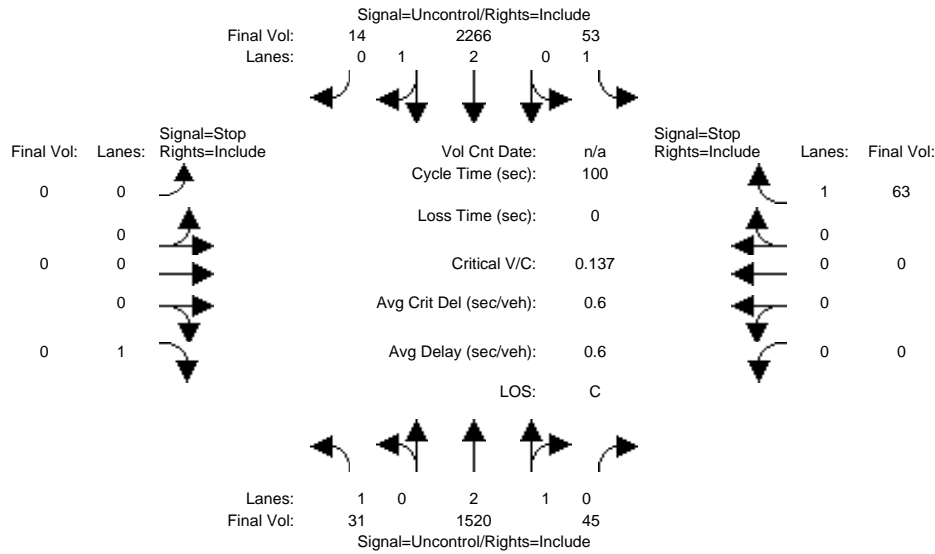 Signal=Uncontrol/Rights=Include
Final Vol: 14 2266 53
Lanes: 0 1 2 0 1
Signal=Stop
Final Vol: Lanes: Rights=Include
Vol Cnt Date: n/a
Signal=Stop
Rights=Include Lanes: Final Vol:
Cycle Time (sec): 100
0 0
1 63
Loss Time (sec): 0
0
0
0 0
Critical V/C: 0.137
0 0
0
Avg Crit Del (sec/veh): 0.6
0
0 1
Avg Delay (sec/veh): 0.6
0 0
LOS: C
Lanes: 1 0 2 1 0
Final Vol: 31 1520 45
Signal=Uncontrol/Rights=Include